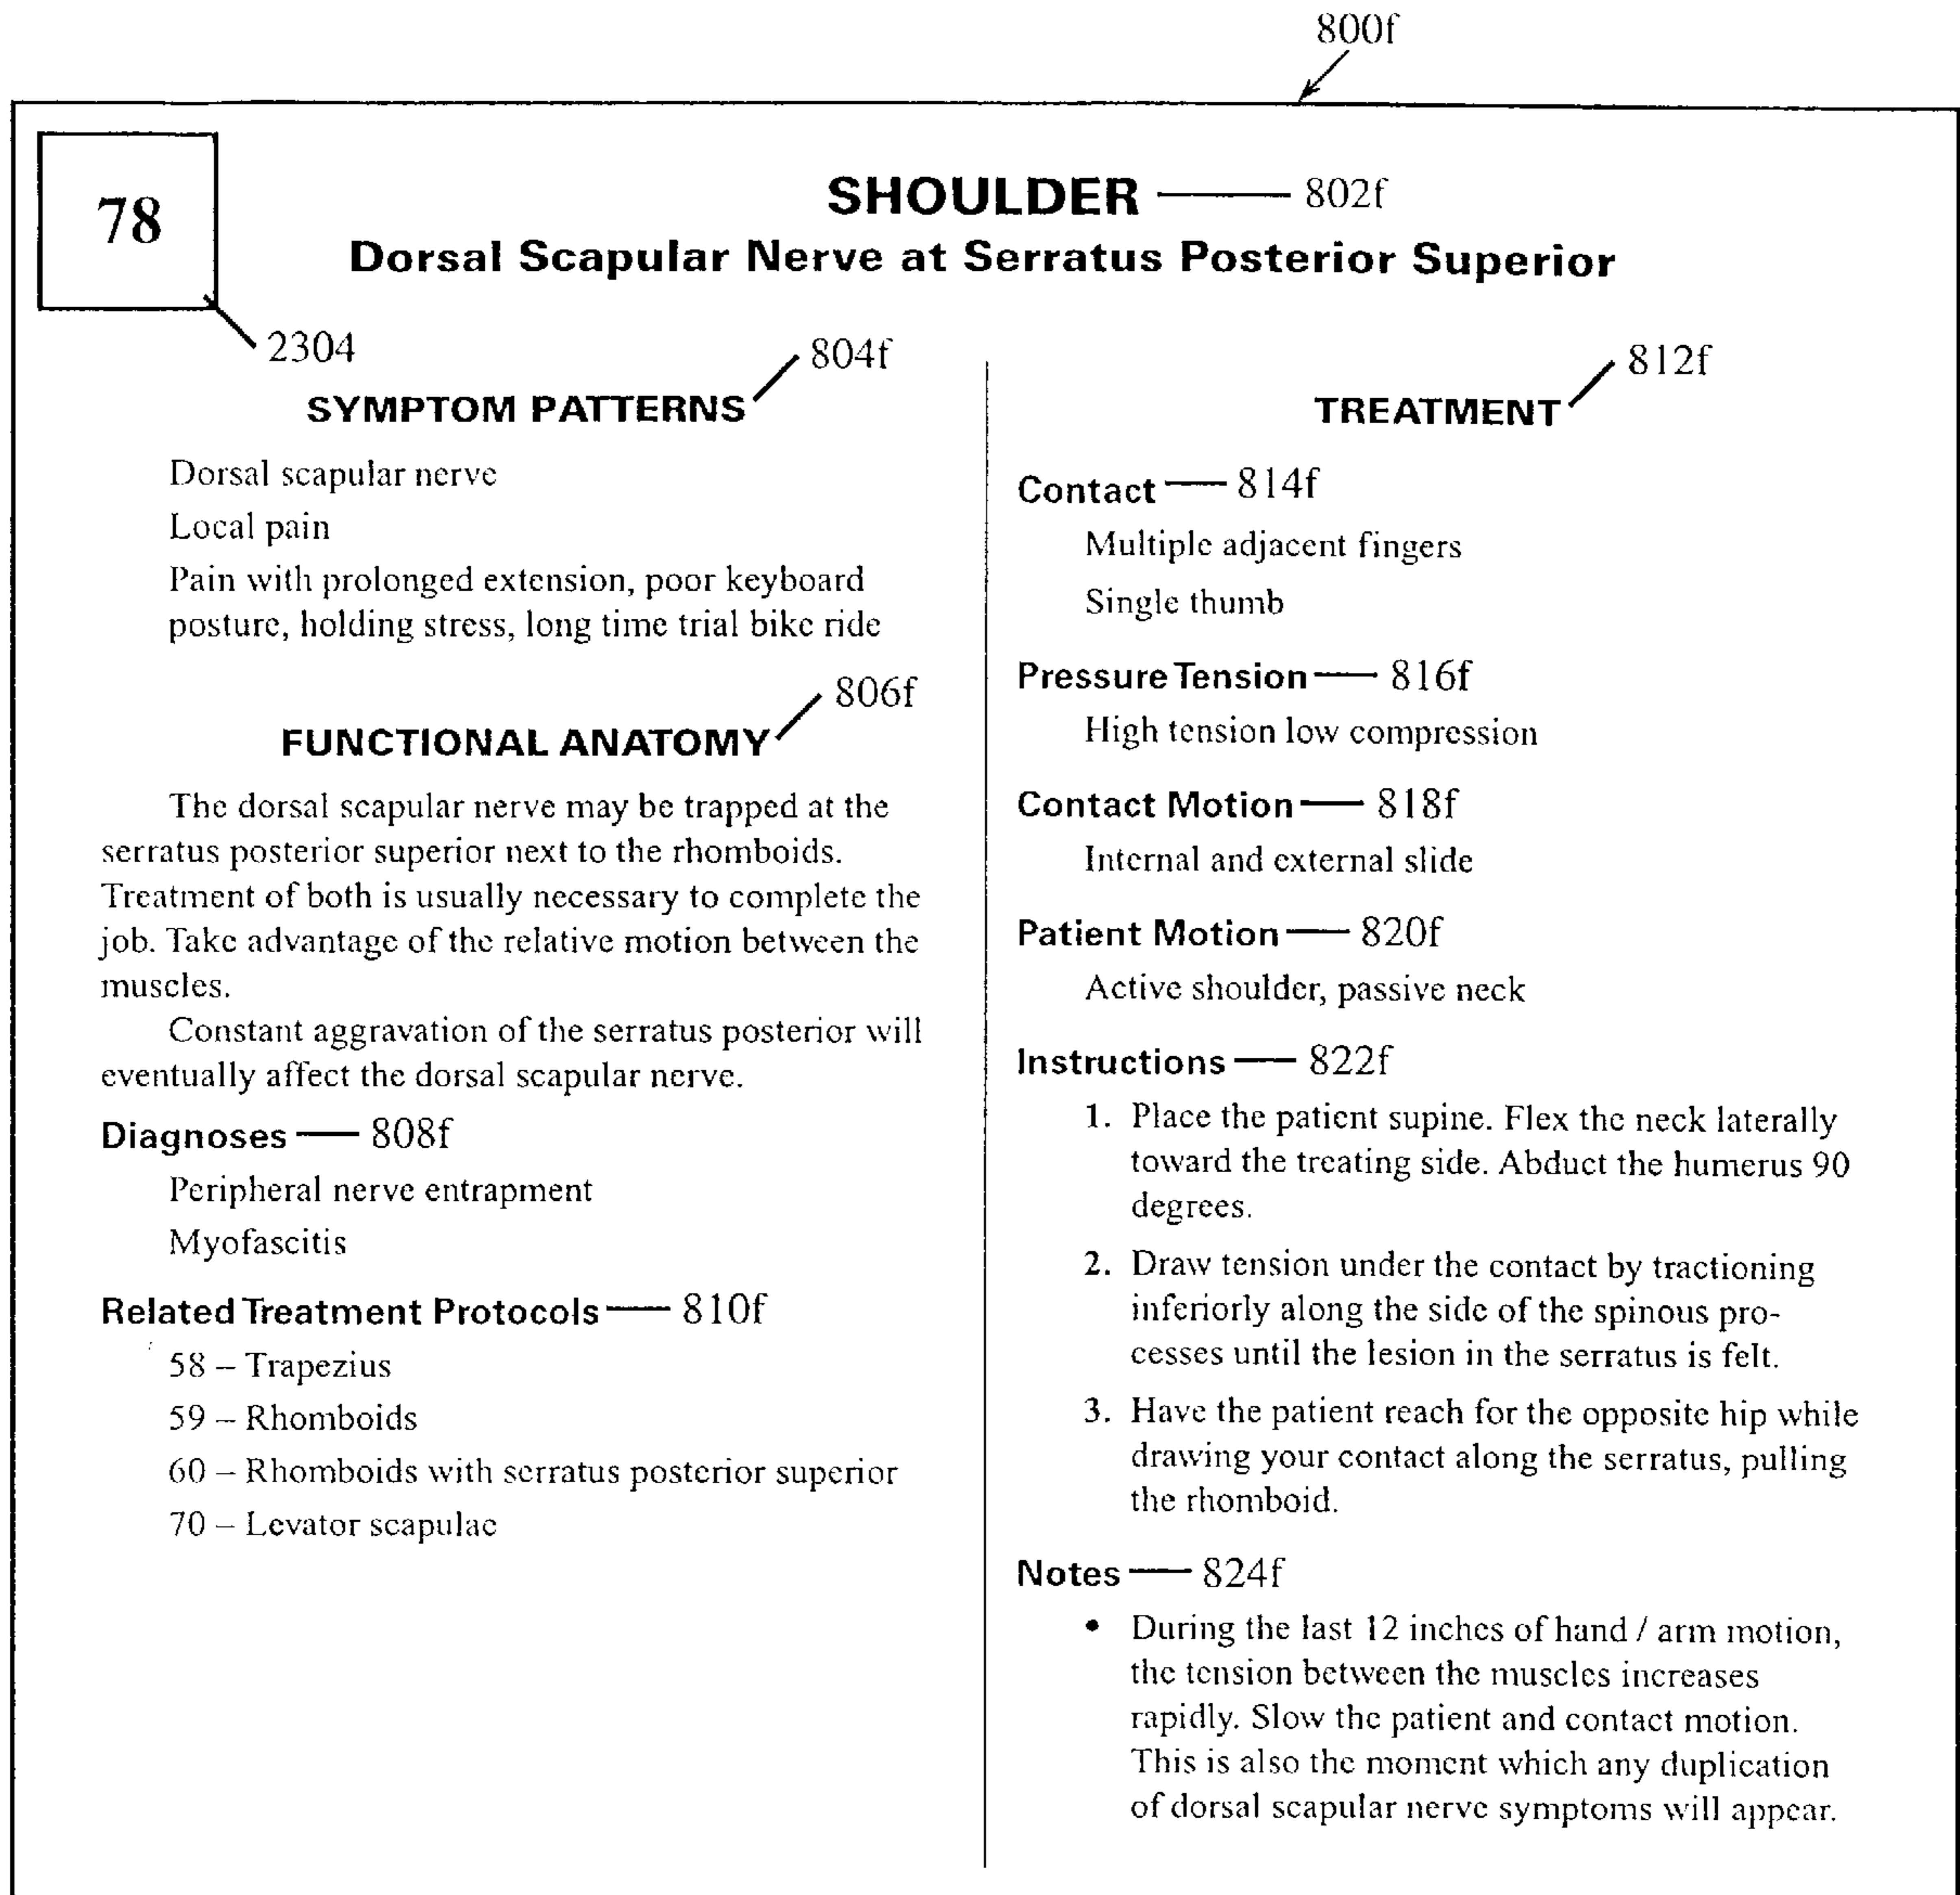 800f
78
SHOULDER — 802f
Dorsal Scapular Nerve at Serratus Posterior Superior
2304
804f
SYMPTOM PATTERNS
Dorsal scapular nerve
Local pain
Pain with prolonged extension, poor keyboard
posture, holding stress, long time trial bike ride
806f
FUNCTIONAL ANATOMY
The dorsal scapular nerve may be trapped at the
serratus posterior superior next to the rhomboids.
Treatment of both is usually necessary to complete the
job. Take advantage of the relative motion between the
muscles.
Constant aggravation of the serratus posterior will
eventually affect the dorsal scapular nerve.
Diagnoses — 808f
Peripheral nerve entrapment
Myofascitis
Related Treatment Protocols — 810f
58 – Trapezius
59 – Rhomboids
60 – Rhomboids with serratus posterior superior
70 – Levator scapulae
812f
TREATMENT
Contact — 814f
Multiple adjacent fingers
Single thumb
Pressure Tension — 816f
High tension low compression
Contact Motion — 818f
Internal and external slide
Patient Motion — 820f
Active shoulder, passive neck
Instructions — 822f
1. Place the patient supine. Flex the neck laterally
toward the treating side. Abduct the humerus 90
degrees.
2. Draw tension under the contact by tractioning
inferiorly along the side of the spinous pro-
cesses until the lesion in the serratus is felt.
3. Have the patient reach for the opposite hip while
drawing your contact along the serratus, pulling
the rhomboid.
Notes — 824f
• During the last 12 inches of hand / arm motion,
the tension between the muscles increases
rapidly. Slow the patient and contact motion.
This is also the moment which any duplication
of dorsal scapular nerve symptoms will appear.